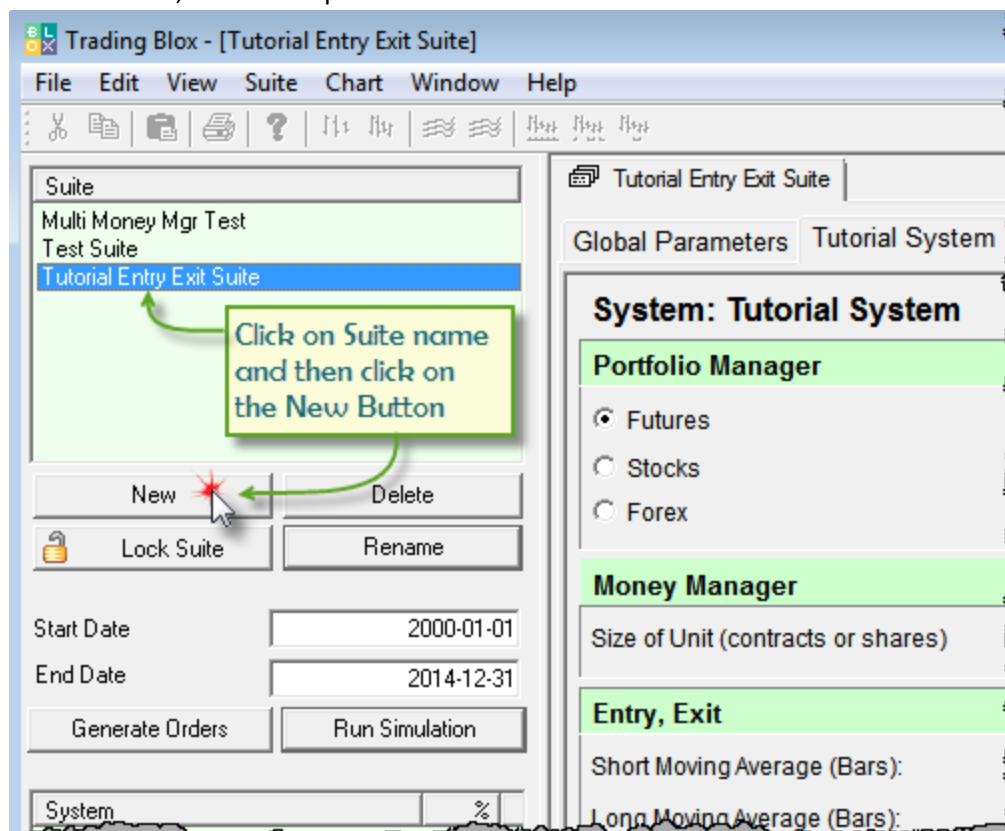 Trading Blox - [Tutorial Entry Exit Suite]
File Edit View Suite Chart Window Help
Suite
Multi Money Mgr Test
Test Suite
Tutorial Entry Exit Suite
Click on Suite name
and then click on
the New Button
New Delete
Lock Suite Rename
Start Date 2000-01-01
End Date 2014-12-31
Generate Orders Run Simulation
System %
Tutorial Entry Exit Suite
Global Parameters Tutorial System
System: Tutorial System
Portfolio Manager
Futures
Stocks
Forex
Money Manager
Size of Unit (contracts or shares)
Entry, Exit
Short Moving Average (Bars):
Long Moving Average (Bars):